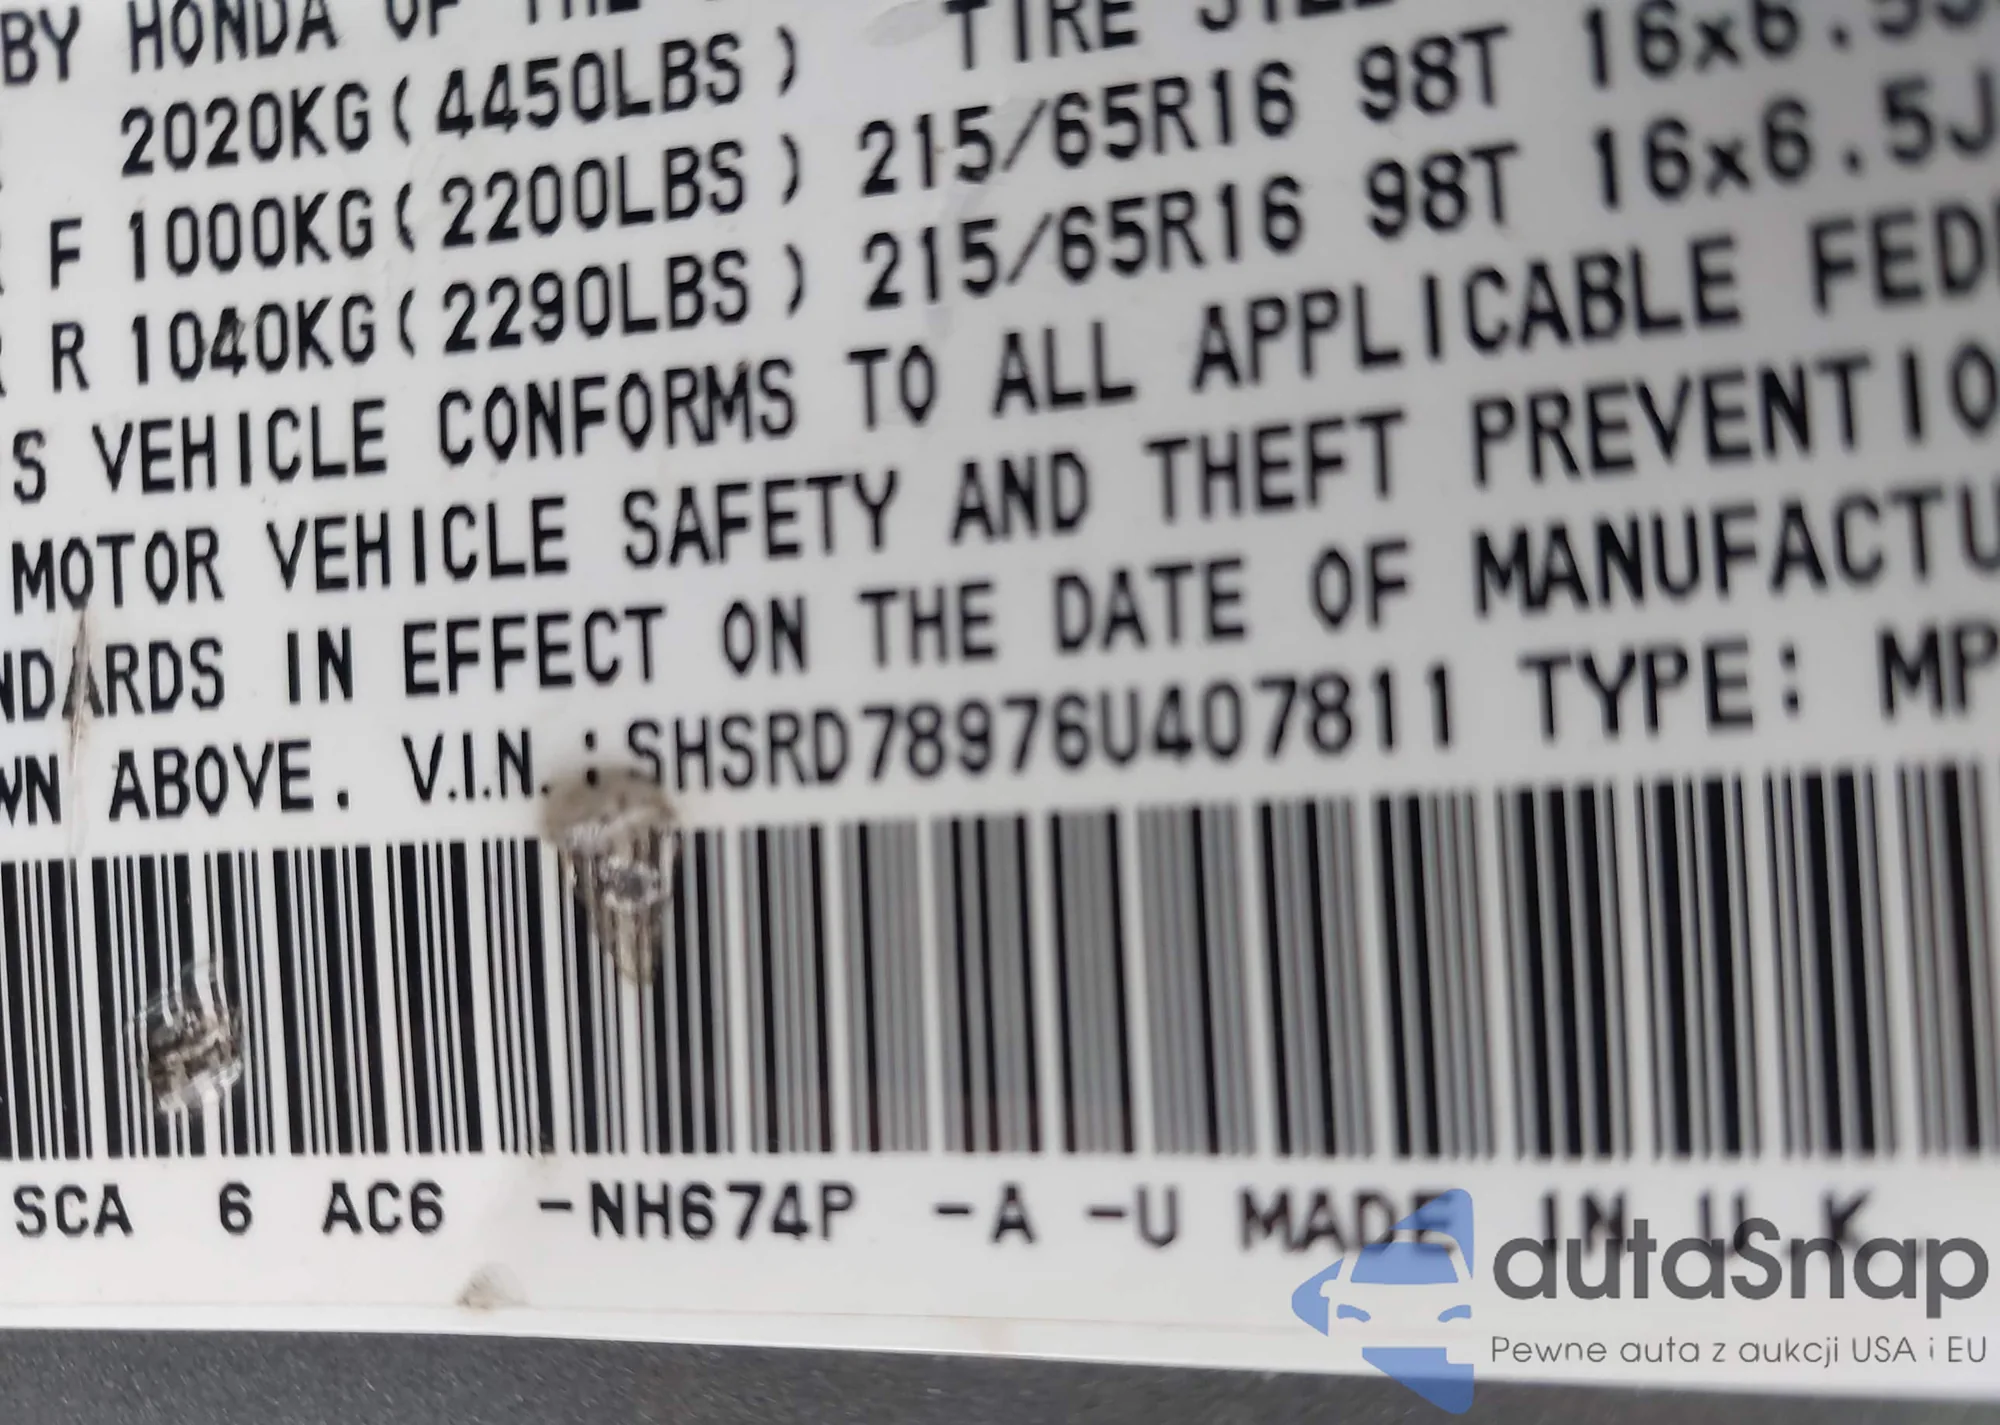 BY HONDA OF THE
2020KG(4450LBS) TIRE
F 1000KG(2200LBS) 215/65R16 98T 16x6.5J
R 1040KG(2290LBS) 215/65R16 98T 16x6.5J
S VEHICLE CONFORMS TO ALL APPLICABLE FED
MOTOR VEHICLE SAFETY AND THEFT PREVENTIO
NDARDS IN EFFECT ON THE DATE OF MANUFACTU
WN ABOVE. V.I.N.:SHSRD78976U407811 TYPE: MP
SCA 6 AC6 -NH674P -A -U MADE IN U.K.
autaSnap
Pewne auta z aukcji USA i EU